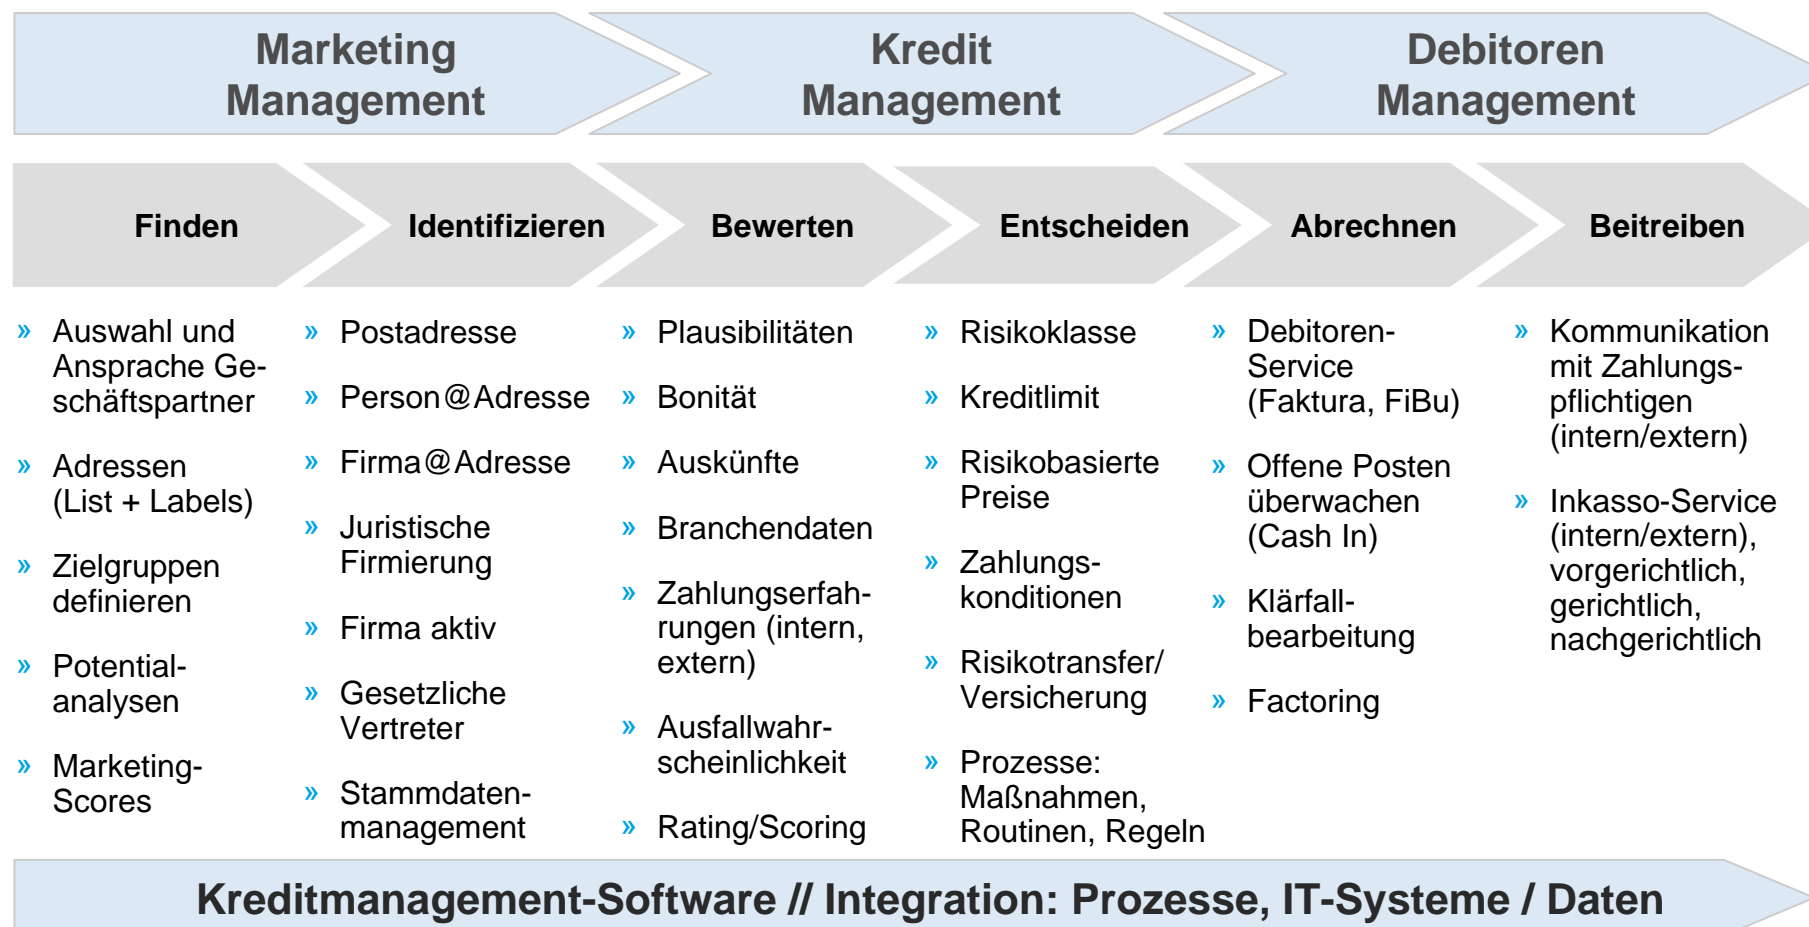 Marketing
Management
Kredit
Management
Debitoren
Management
Finden
Identifizieren
Bewerten
Entscheiden
Abrechnen
Beitreiben
» Auswahl und
Ansprache Ge-
schäftspartner
» Adressen
(List + Labels)
» Zielgruppen
definieren
» Potential-
analysen
» Marketing-
Scores
» Postadresse
» Person@Adresse
» Firma@Adresse
» Juristische
Firmierung
» Firma aktiv
» Gesetzliche
Vertreter
» Stammdaten-
management
» Plausibilitäten
» Bonität
» Auskünfte
» Branchendaten
» Zahlungserfah-
rungen (intern,
extern)
» Ausfallwahr-
scheinlichkeit
» Rating/Scoring
» Risikoklasse
» Kreditlimit
» Risikobasierte
Preise
» Zahlungs-
konditionen
» Risikotransfer/
Versicherung
» Prozesse:
Maßnahmen,
Routinen, Regeln
» Debitoren-
Service
(Faktura, FiBu)
» Offene Posten
überwachen
(Cash In)
» Klärfall-
bearbeitung
» Factoring
» Kommunikation
mit Zahlungs-
pflichtigen
(intern/extern)
» Inkasso-Service
(intern/extern),
vorgerichtlich,
gerichtlich,
nachgerichtlich
Kreditmanagement-Software // Integration: Prozesse, IT-Systeme / Daten